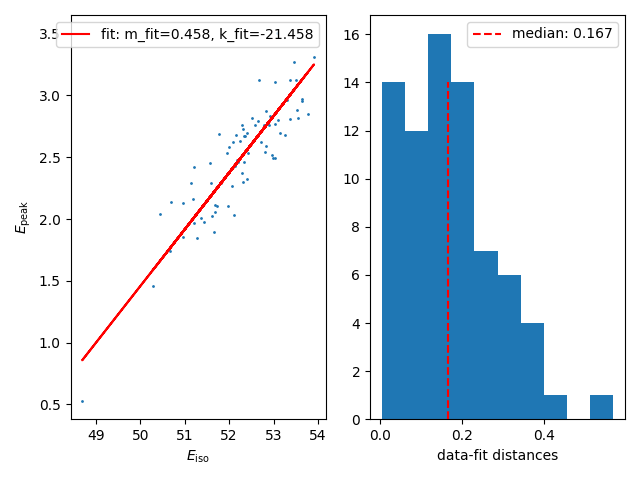 fit: m_fit=0.458, k_fit=-21.458
3.5
3.0
2.5
2.0
1.5
1.0
0.5
E_peak
49 50 51 52 53 54
E_iso
median: 0.167
16
14
12
10
8
6
4
2
0
0.0 0.2 0.4
data-fit distances